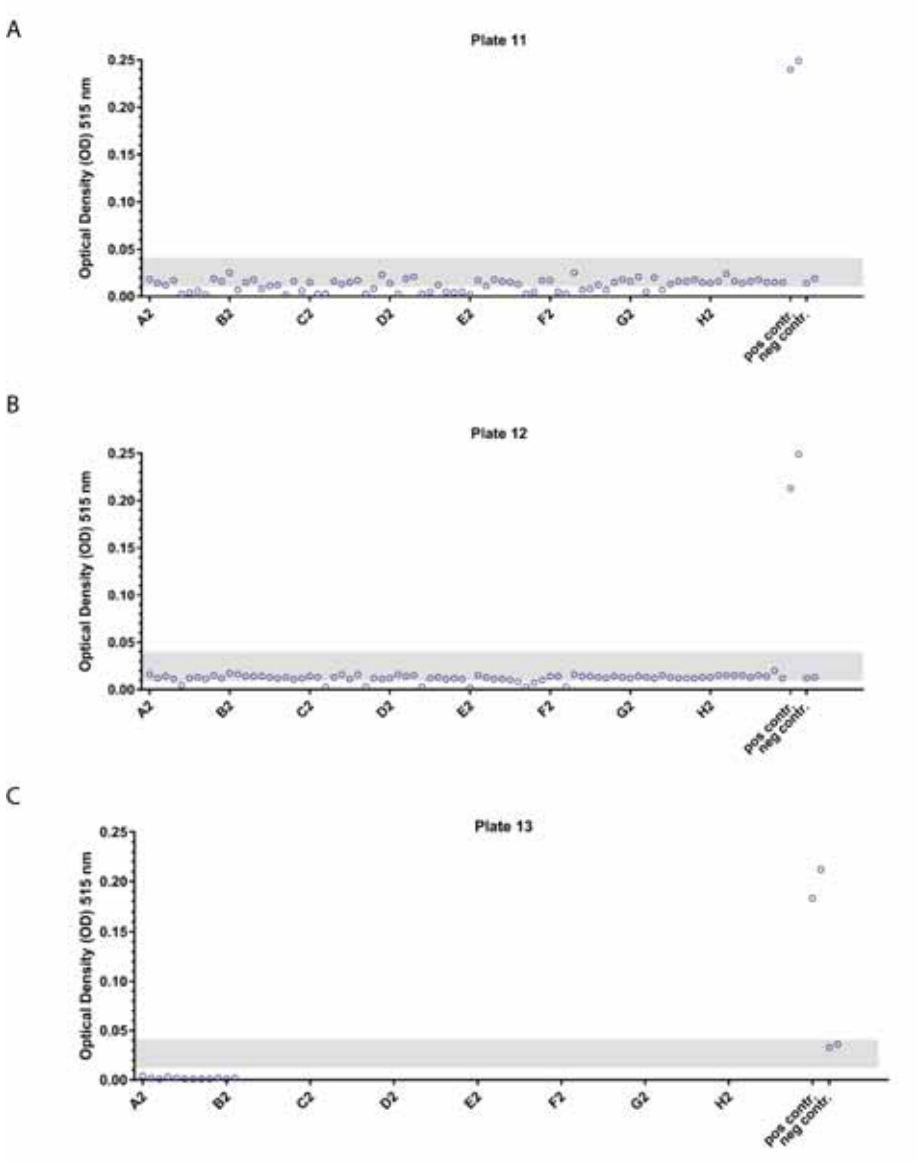 A
Plate 11
Optical Density (OD) 515 nm
0.25
0.20
0.15
0.10
0.05
0.00
A2 B2 C2 D2 E2 F2 G2 H2 pos contr. neg contr.
B
Plate 12
Optical Density (OD) 515 nm
0.25
0.20
0.15
0.10
0.05
0.00
A2 B2 C2 D2 E2 F2 G2 H2 pos contr. neg contr.
C
Plate 13
Optical Density (OD) 515 nm
0.25
0.20
0.15
0.10
0.05
0.00
A2 B2 C2 D2 E2 F2 G2 H2 pos contr. neg contr.